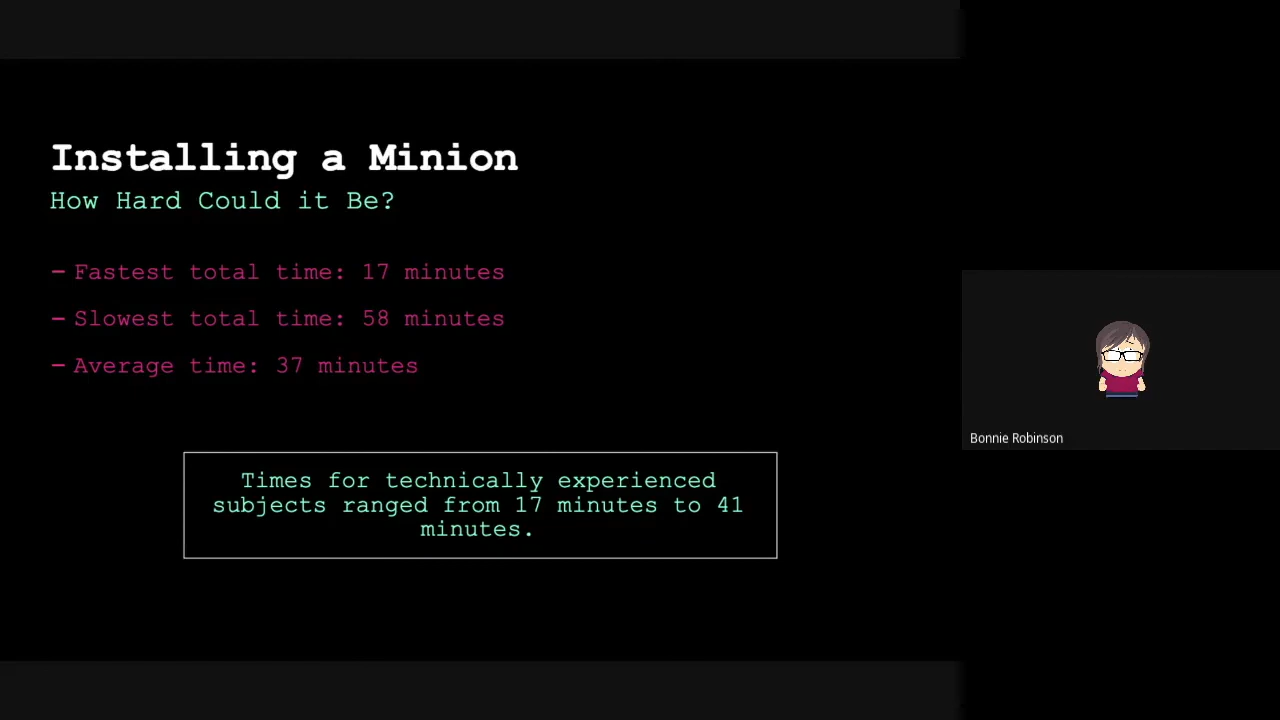 Installing a Minion
How Hard Could it Be?
– Fastest total time: 17 minutes
– Slowest total time: 58 minutes
– Average time: 37 minutes
Times for technically experienced
subjects ranged from 17 minutes to 41
minutes.
Bonnie Robinson